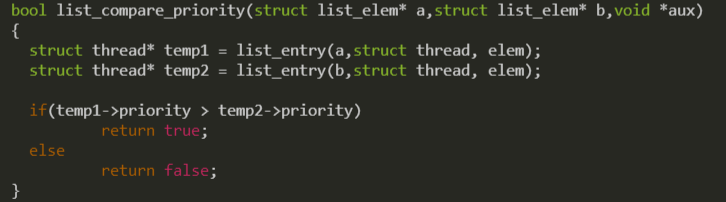 bool list_compare_priority(struct list_elem* a,struct list_elem* b,void *aux)
{
  struct thread* temp1 = list_entry(a,struct thread, elem);
  struct thread* temp2 = list_entry(b,struct thread, elem);

  if(temp1->priority > temp2->priority)
          return true;
  else
          return false;
}